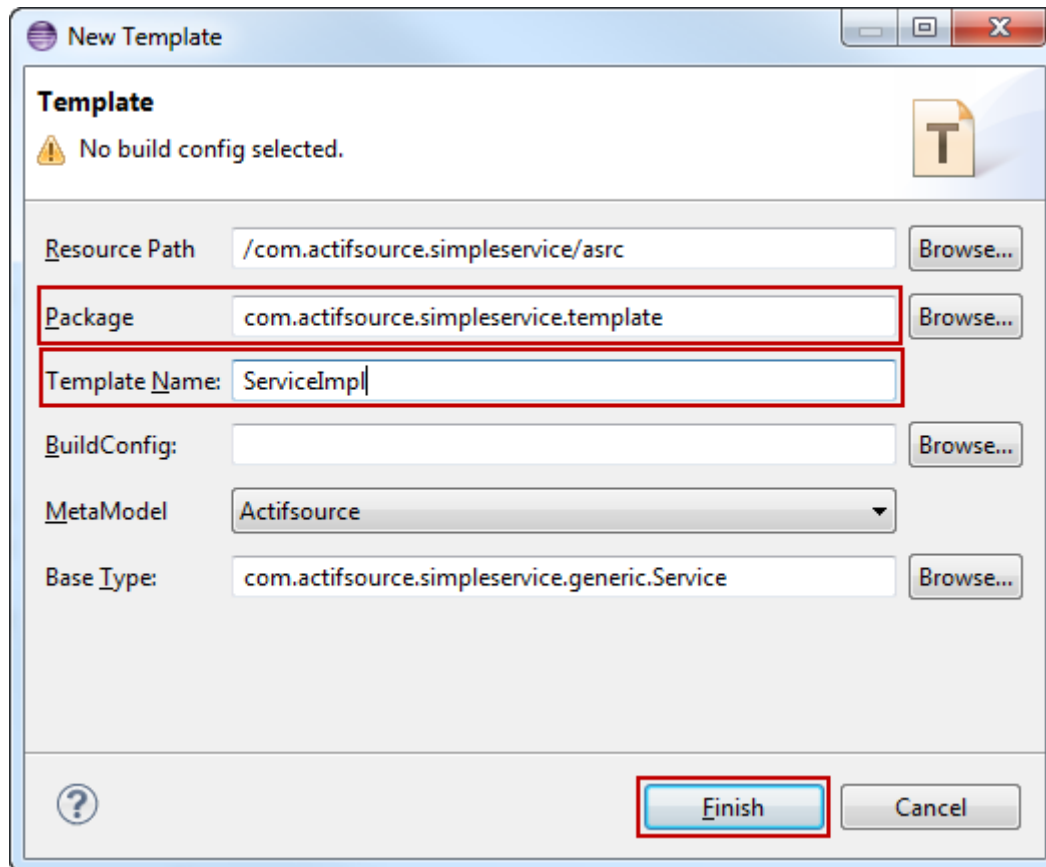 New Template
Template
No build config selected.
T
Resource Path /com.actifsource.simpleservice/asrc Browse...
Package com.actifsource.simpleservice.template Browse...
Template Name: ServiceImpl
BuildConfig: Browse...
MetaModel Actifsource
Base Type: com.actifsource.simpleservice.generic.Service Browse...
? Finish Cancel